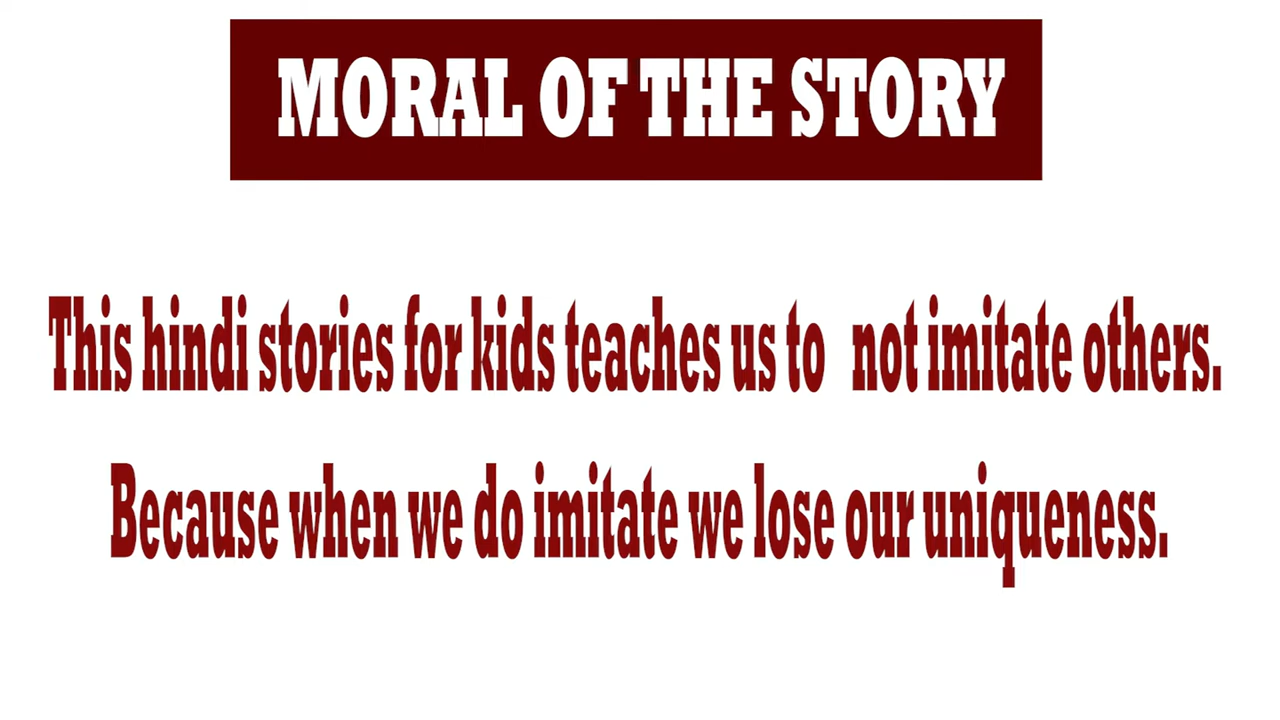 MORAL OF THE STORY
This hindi stories for kids teaches us to not imitate others.
Because when we do imitate we lose our uniqueness.